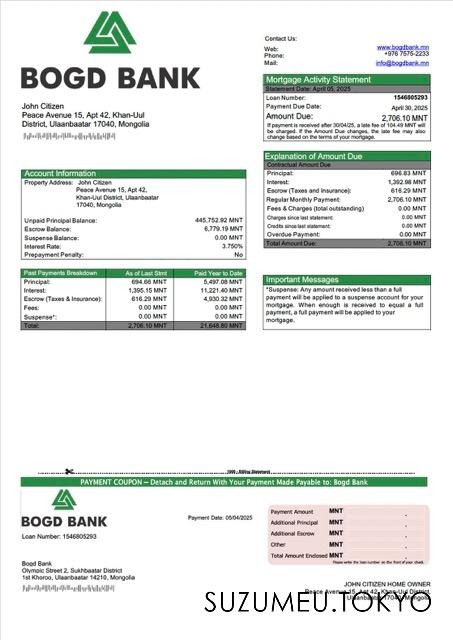 BOGD BANK
Contact Us:
Web: www.bogdbank.mn
Phone: +976 7575-2233
Mail: info@bogdbank.mn
John Citizen
Peace Avenue 15, Apt 42, Khan-Uul
District, Ulaanbaatar 17040, Mongolia
Mortgage Activity Statement
Statement Date: April 05, 2025
Loan Number: 1546805293
Payment Due Date: April 30, 2025
Amount Due: 2,706.10 MNT
If payment is received after 30/04/25, a late fee of 104.49 MNT will
be charged. If the Amount Due changes, the late fee may also
change based on the terms of your mortgage.
Explanation of Amount Due
Contractual Amount Due
Principal: 696.83 MNT
Interest: 1,392.98 MNT
Escrow (Taxes and Insurance): 616.29 MNT
Regular Monthly Payment: 2,706.10 MNT
Fees & Charges (total outstanding) 0.00 MNT
Charges since last statement: 0.00 MNT
Credits since last statement: 0.00 MNT
Overdue Payment: 0.00 MNT
Total Amount Due: 2,706.10 MNT
Account Information
Property Address: John Citizen
Peace Avenue 15, Apt 42,
Khan-Uul District, Ulaanbaatar
17040, Mongolia
Unpaid Principal Balance: 445,752.92 MNT
Escrow Balance: 6,779.19 MNT
Suspense Balance: 0.00 MNT
Interest Rate: 3.750%
Prepayment Penalty: No
Past Payments Breakdown As of Last Stmt Paid Year to Date
Principal: 694.66 MNT 5,497.08 MNT
Interest: 1,395.15 MNT 11,221.40 MNT
Escrow (Taxes & Insurance): 616.29 MNT 4,930.32 MNT
Fees: 0.00 MNT 0.00 MNT
Suspense*: 0.00 MNT 0.00 MNT
Total: 2,706.10 MNT 21,648.80 MNT
Important Messages
*Suspense: Any amount received less than a full
payment will be applied to a suspense account for your
mortgage. When enough is received to equal a full
payment, a full payment will be applied to your
mortgage.
PAYMENT COUPON – Detach and Return With Your Payment Made Payable to: Bogd Bank
BOGD BANK
Loan Number: 1546805293
Payment Date: 05/04/2025
Payment Amount MNT .
Additional Principal MNT .
Additional Escrow MNT .
Other MNT .
Total Amount Enclosed MNT .
Please write the loan number on the front of your check.
Bogd Bank
Olympic Street 2, Sukhbaatar District
1st Khoroo, Ulaanbaatar 14210, Mongolia
JOHN CITIZEN HOME OWNER
Peace Avenue 15, Apt 42, Khan-Uul
SUZUMEU.TOKYO